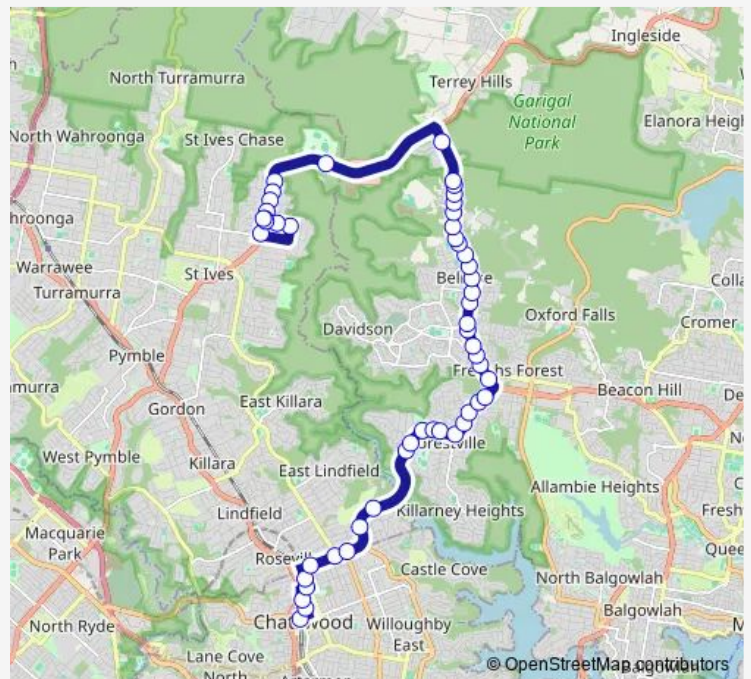 Ingleside
North Turramurra
Terrey Hills
Garigal
National
Park
Elanora Heigh
North Wahroonga
St Ives Chase
hroonga
Warrawee
St Ives
Turramurra
Oxford Falls
Colla
Davidson
Cromer
Pymble
Forest
Beacon Hill
De
amurra
East Killara
Gordon
West Pymble
Killara
East Lindfield
Allambie Heights
Lindfield
Killarney Heights
Fresh
Macquarie
Park
Quee
Castle Cove
North Balgowlah
Balgowlah
North Ryde
Willoughby
East
Lane Cove
North
© OpenStreetMap contributors